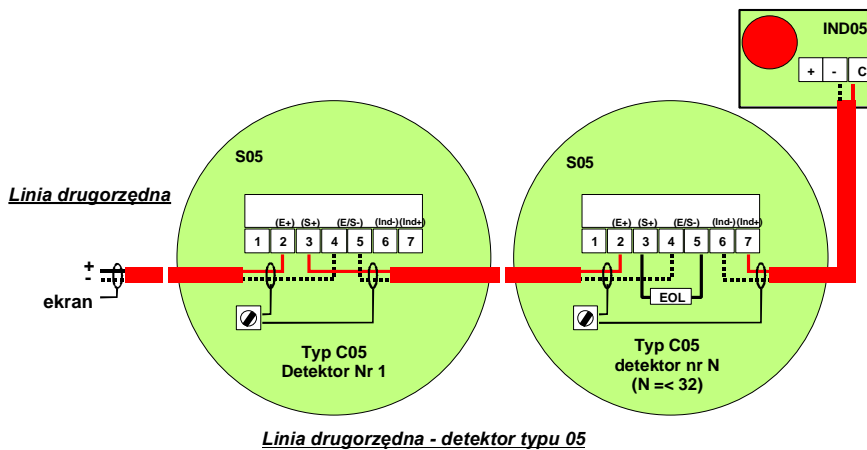 IND05
+ - C
S05
S05
Linia drugorzędna
(E+) (S+) (E/S-) (Ind-) (Ind+)
1 2 3 4 5 6 7
(E+) (S+) (E/S-) (Ind-) (Ind+)
1 2 3 4 5 6 7
+
-
ekran
EOL
Typ C05
Detektor Nr 1
Typ C05
detektor nr N
(N =< 32)
Linia drugorzędna - detektor typu 05